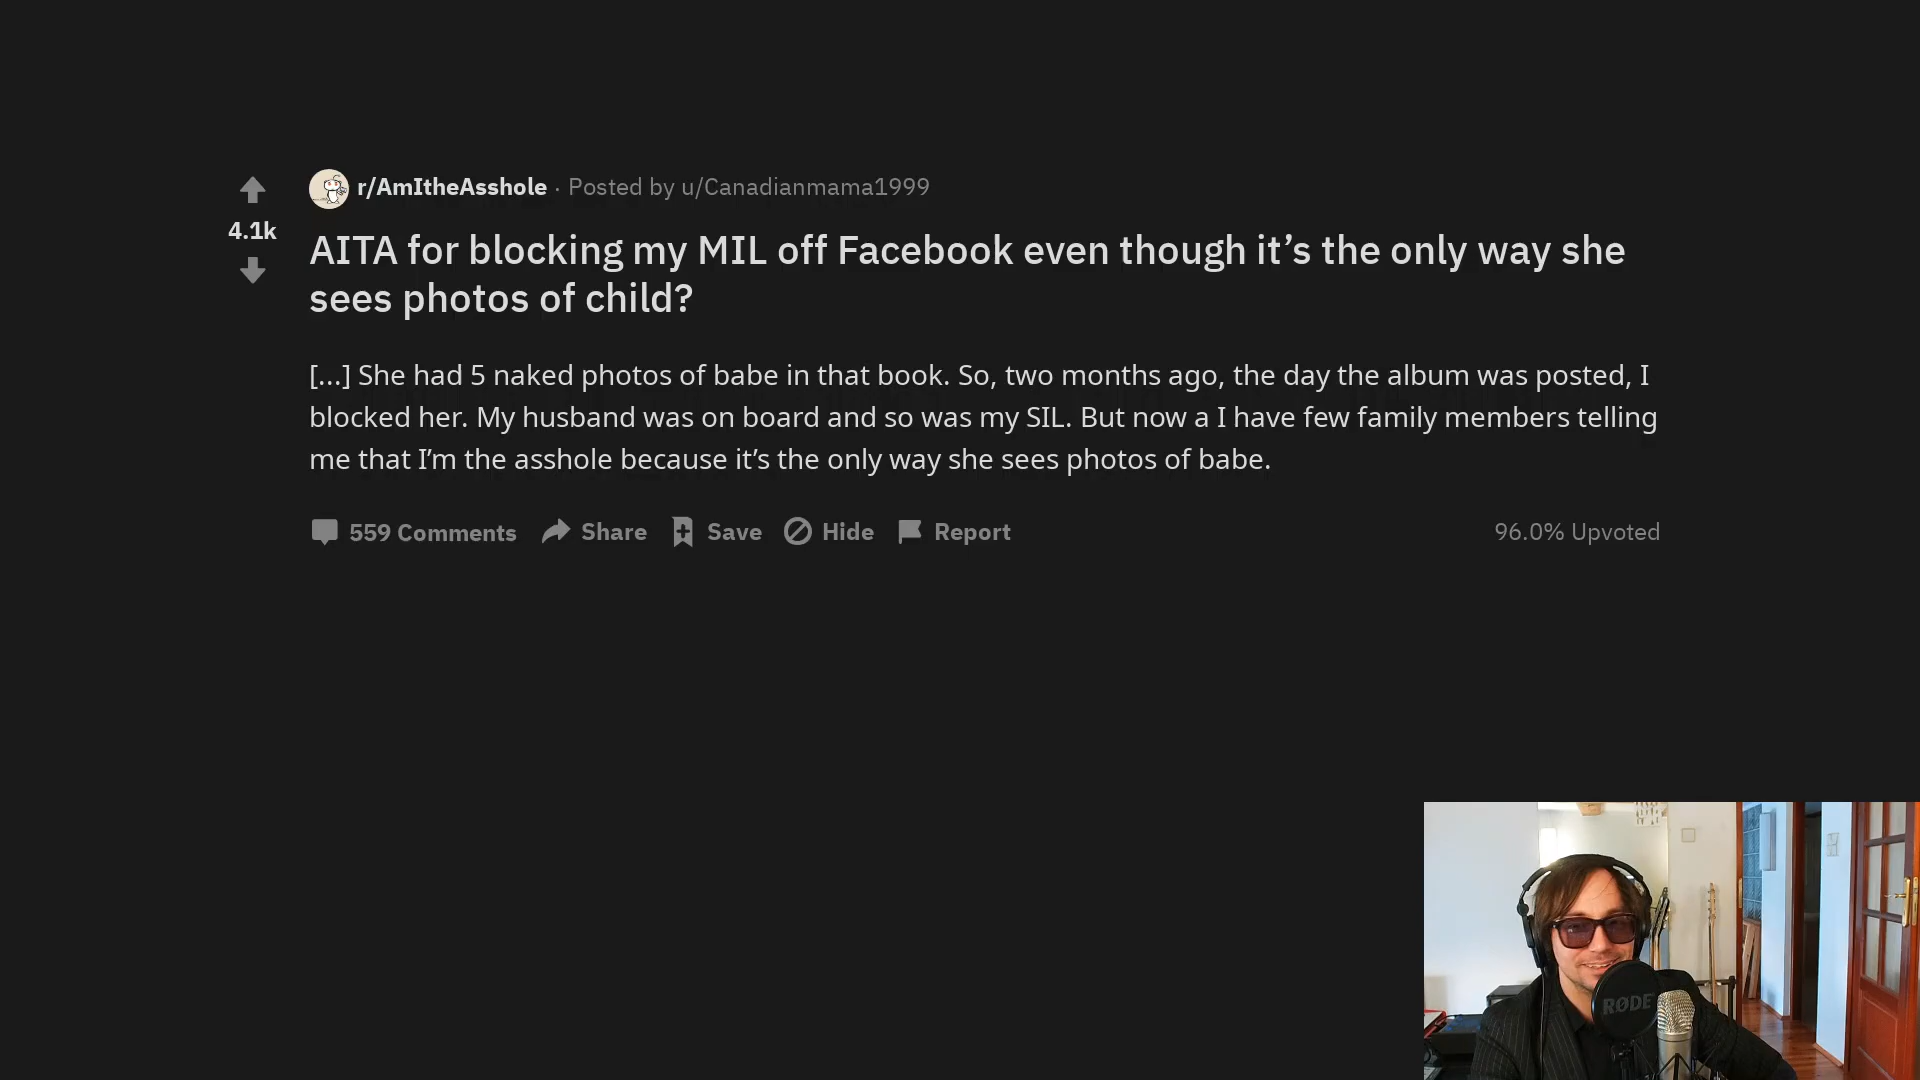 r/AmItheAsshole · Posted by u/Canadianmama1999
4.1k
AITA for blocking my MIL off Facebook even though it’s the only way she
sees photos of child?
[...] She had 5 naked photos of babe in that book. So, two months ago, the day the album was posted, I
blocked her. My husband was on board and so was my SIL. But now a I have few family members telling
me that I’m the asshole because it’s the only way she sees photos of babe.
559 Comments Share Save Hide Report 96.0% Upvoted
RØDE